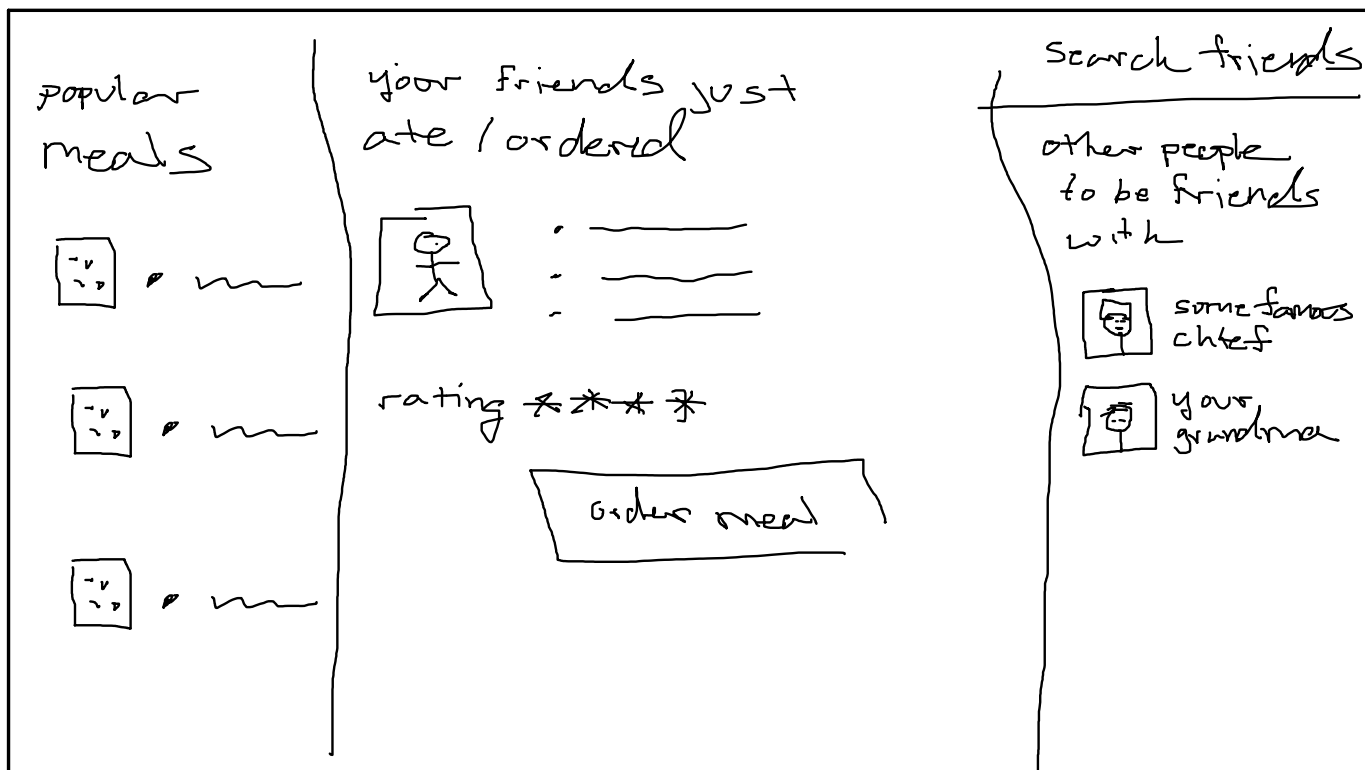 popular
meals
your friends just
ate / ordered
rating * * * *
order meal
search friends
other people
to be friends
with
some famous
chief
your
grandma